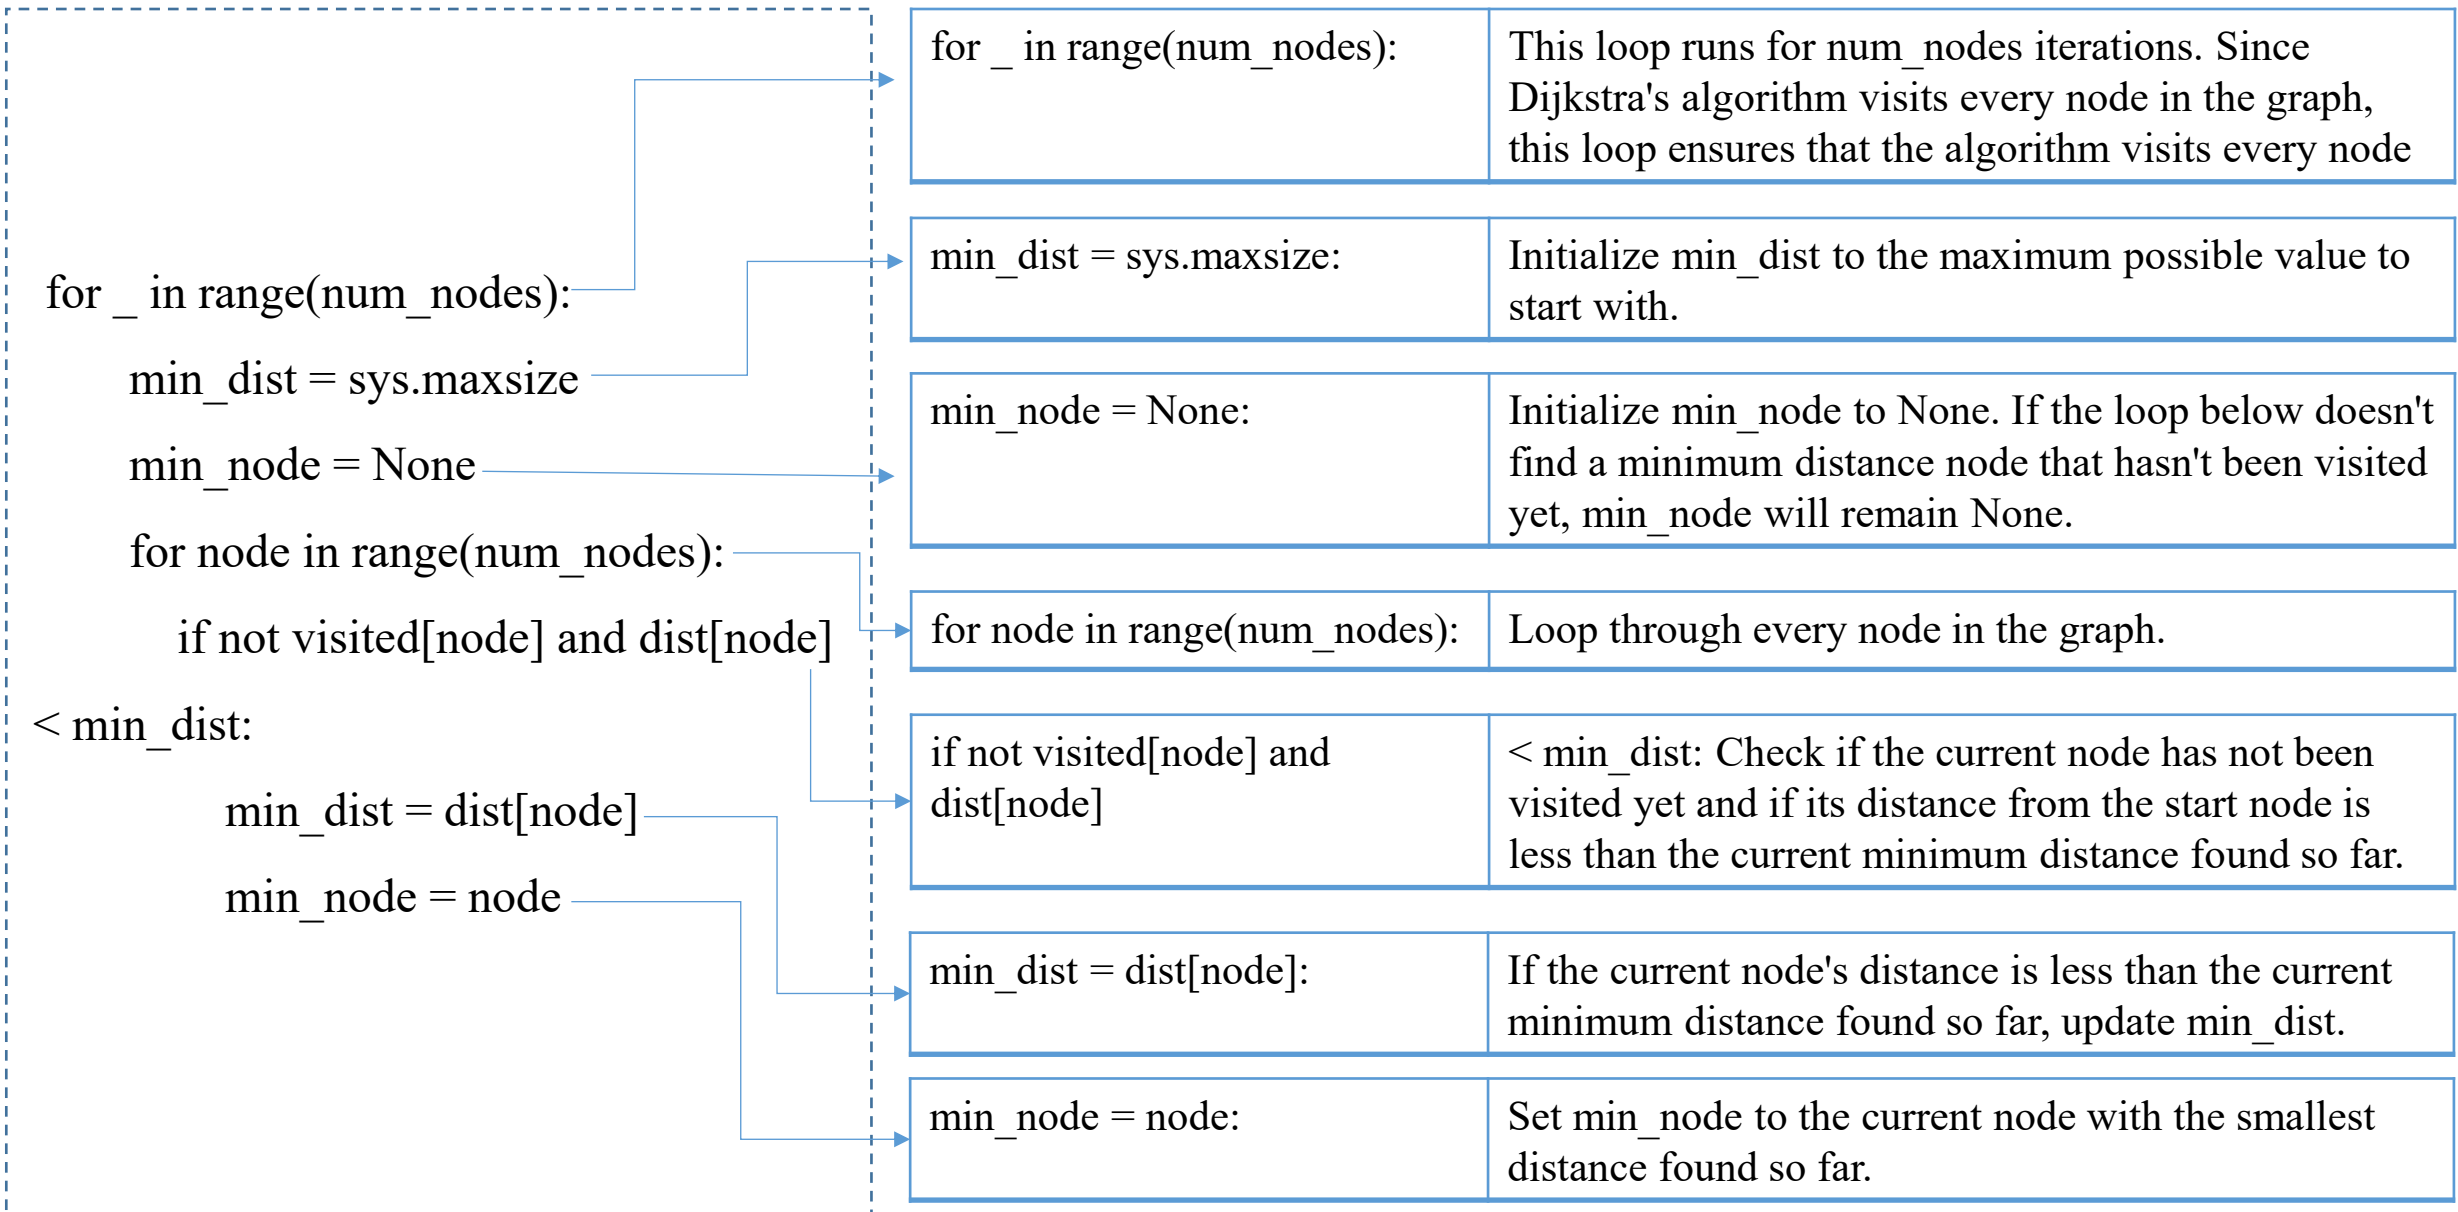 for _ in range(num_nodes):
min_dist = sys.maxsize
min_node = None
for node in range(num_nodes):
if not visited[node] and dist[node]
< min_dist:
min_dist = dist[node]
min_node = node
for _ in range(num_nodes):
This loop runs for num_nodes iterations. Since
Dijkstra's algorithm visits every node in the graph,
this loop ensures that the algorithm visits every node
min_dist = sys.maxsize:
Initialize min_dist to the maximum possible value to
start with.
min_node = None:
Initialize min_node to None. If the loop below doesn't
find a minimum distance node that hasn't been visited
yet, min_node will remain None.
for node in range(num_nodes):
Loop through every node in the graph.
if not visited[node] and
dist[node]
< min_dist: Check if the current node has not been
visited yet and if its distance from the start node is
less than the current minimum distance found so far.
min_dist = dist[node]:
If the current node's distance is less than the current
minimum distance found so far, update min_dist.
min_node = node:
Set min_node to the current node with the smallest
distance found so far.